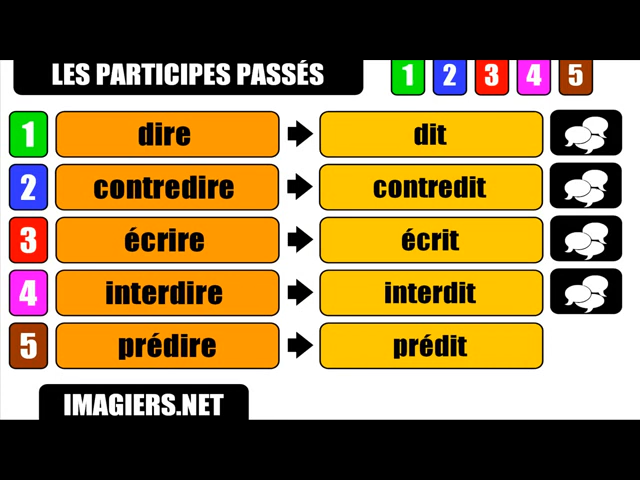 LES PARTICIPES PASSÉS 1 2 3 4 5
1 dire dit
2 contredire contredit
3 écrire écrit
4 interdire interdit
5 prédire prédit
IMAGIERS.NET